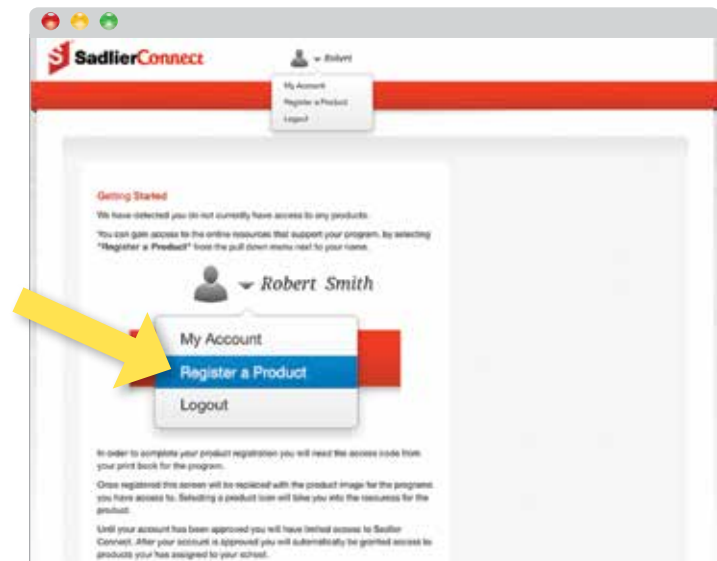 SadlierConnect
Robert
My Account
Register a Product
Logout
Getting Started
We have detected you do not currently have access to any products.
You can gain access to the online resources that support your program, by selecting
"Register a Product" from the pull down menu next to your name.
Robert Smith
My Account
Register a Product
Logout
In order to complete your product registration you will need the access code from
your print book for the program.
Once registered this screen will be replaced with the product image for the programs
you have access to. Selecting a product icon will take you into the resources for the
product.
Until your account has been approved you will have limited access to Sadlier
Connect. After your account is approved you will automatically be granted access to
products your has assigned to your school.